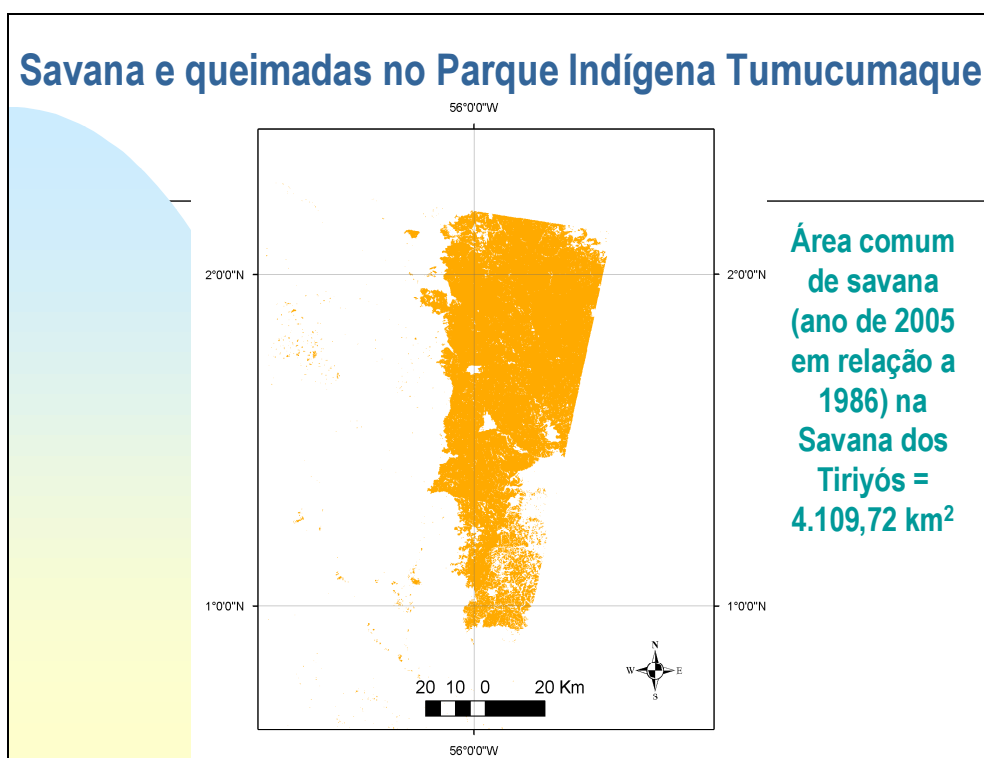 Savana e queimadas no Parque Indígena Tumucumaque
56°0'0"W
2°0'0"N
2°0'0"N
Área comum
de savana
(ano de 2005
em relação a
1986) na
Savana dos
Tiriyós =
4.109,72 km²
1°0'0"N
1°0'0"N
N
W E
S
20 10 0 20 Km
56°0'0"W